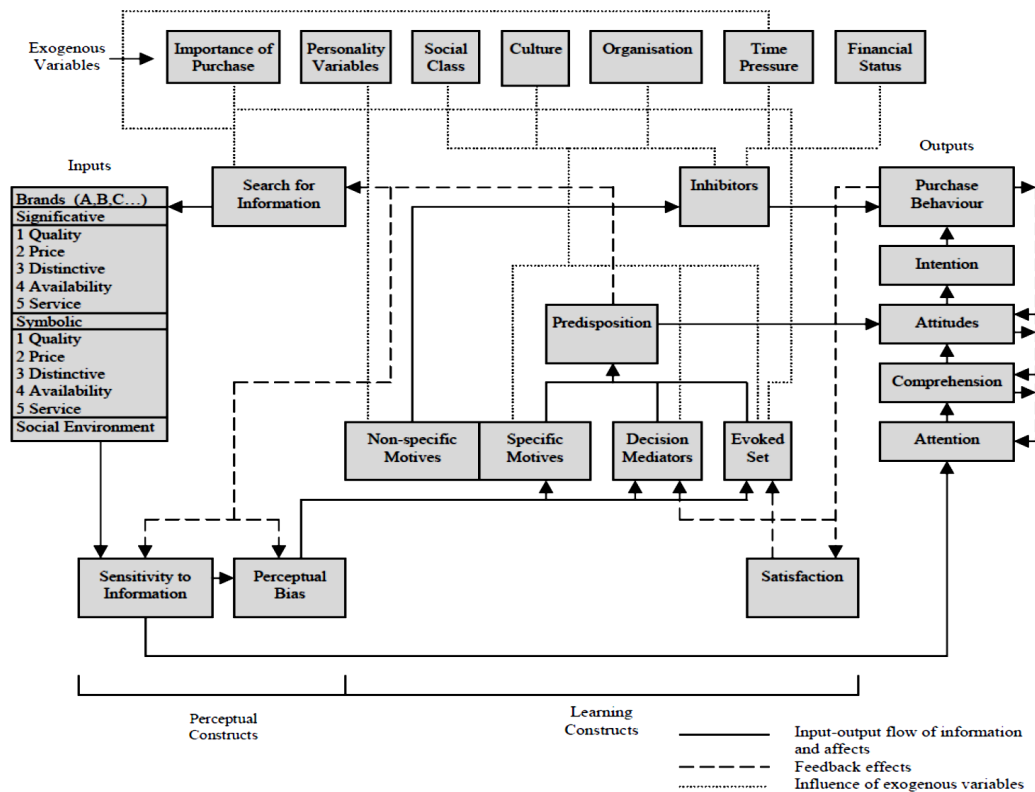 Exogenous
Variables
Importance of
Purchase
Personality
Variables
Social
Class
Culture
Organisation
Time
Pressure
Financial
Status
Inputs
Outputs
Search for
Information
Inhibitors
Purchase
Behaviour
Brands (A,B,C…)
Significative
1 Quality
2 Price
3 Distinctive
4 Availability
5 Service
Symbolic
1 Quality
2 Price
3 Distinctive
4 Availability
5 Service
Social Environment
Intention
Predisposition
Attitudes
Comprehension
Non-specific
Motives
Specific
Motives
Decision
Mediators
Evoked
Set
Attention
Sensitivity to
Information
Perceptual
Bias
Satisfaction
Perceptual
Constructs
Learning
Constructs
Input-output flow of information
and affects
Feedback effects
Influence of exogenous variables